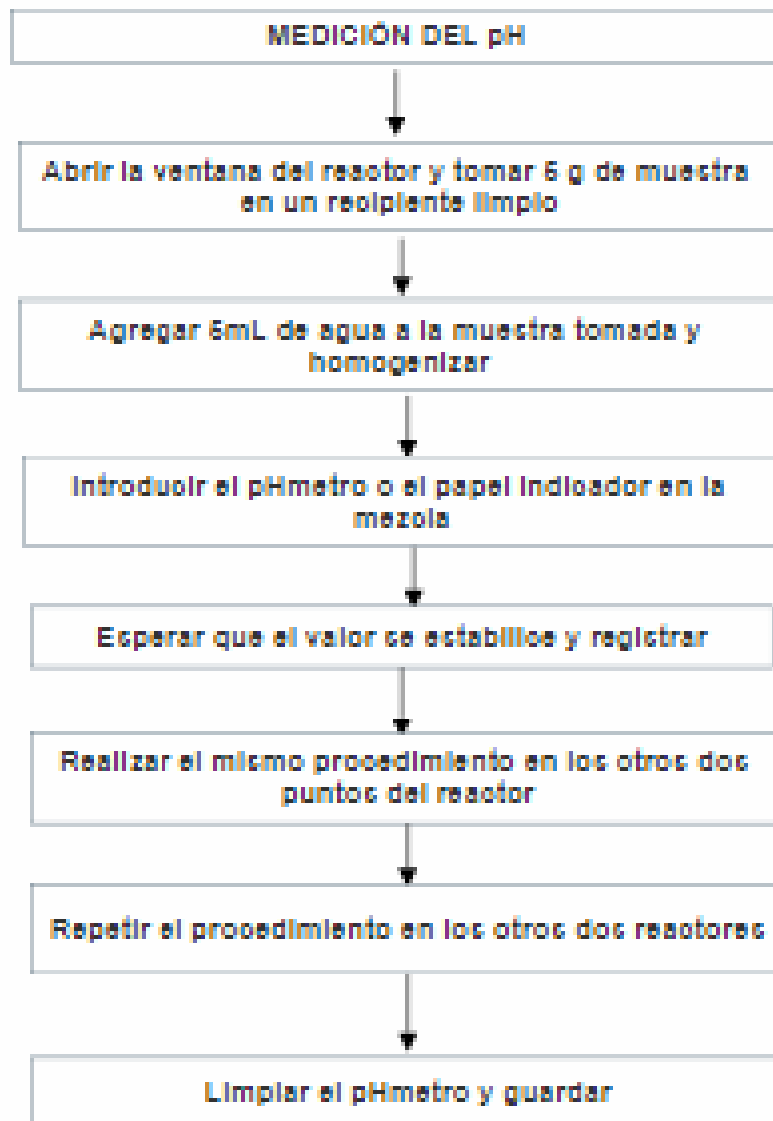 MEDICIÓN DEL pH
Abrir la ventana del reactor y tomar g de muestra
en un recipiente limpio
Agregar de agua a la muestra tomada y
homogenizar
Introducir el pHmetro o el papel indicador en la
mezcla
Esperar que el valor se estabilice y registrar
Realizar el mismo procedimiento en los otros dos
puntos del reactor
Repetir el procedimiento en los otros dos reactores
Limpiar el pHmetro y guardar